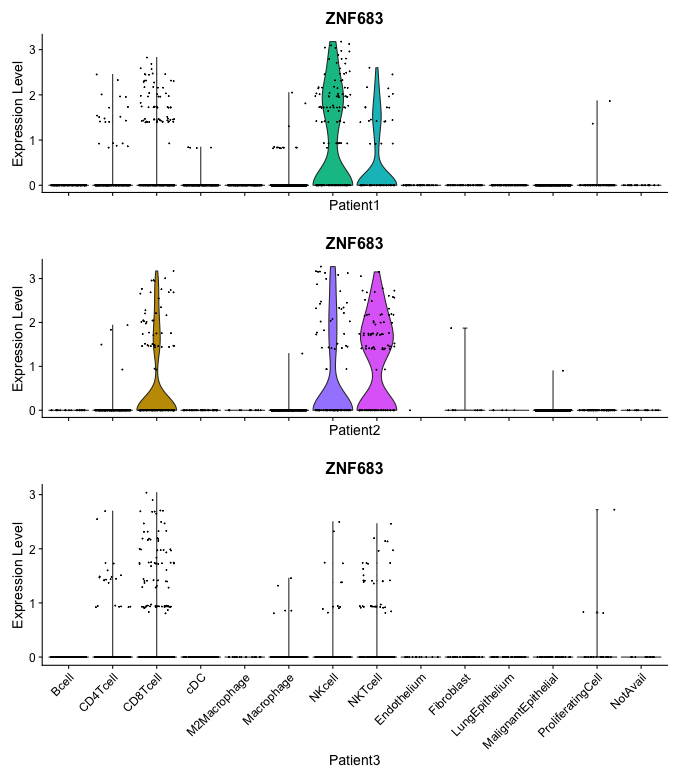 ZNF683
Expression Level
3
2
1
0
Patient1
ZNF683
Expression Level
3
2
1
0
Patient2
ZNF683
Expression Level
3
2
1
0
Bcell
CD4Tcell
CD8Tcell
cDC
M2Macrophage
Macrophage
NKcell
NKTcell
Endothelium
Fibroblast
LungEpithelium
MalignantEpithelial
ProliferatingCell
NotAvail
Patient3